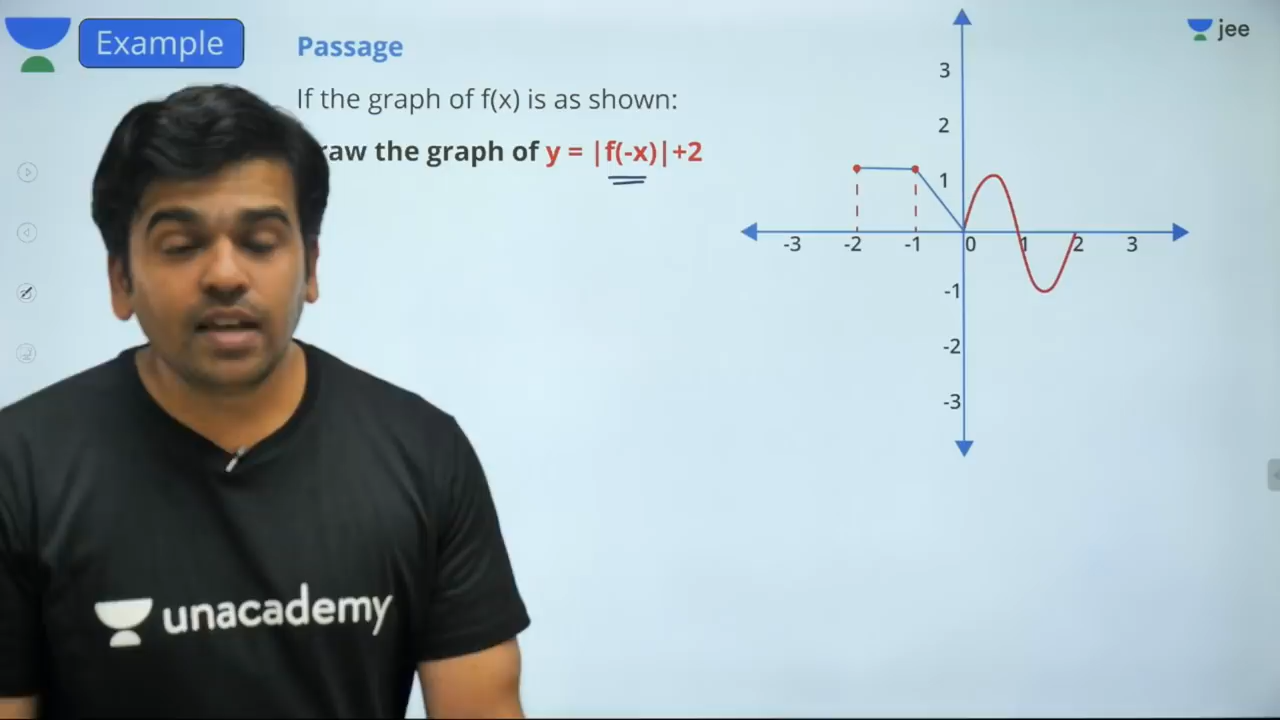 Example
Passage
jee
If the graph of f(x) is as shown:
raw the graph of y = |f(-x)|+2
3
2
1
-3 -2 -1 0 1 2 3
-1
-2
-3
unacademy